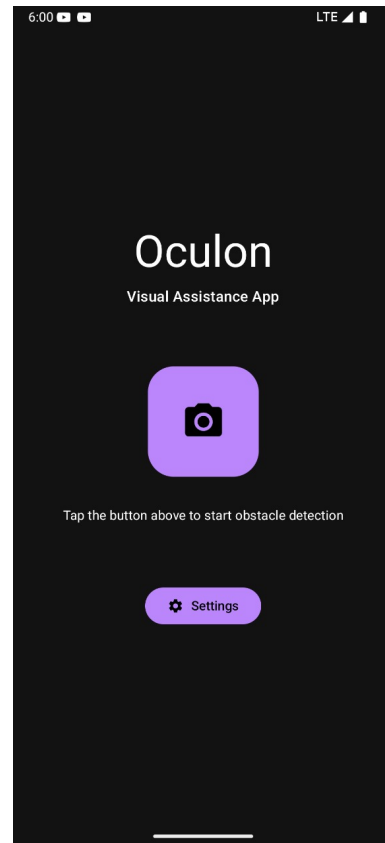 6:00 LTE
Oculon
Visual Assistance App
Tap the button above to start obstacle detection
Settings